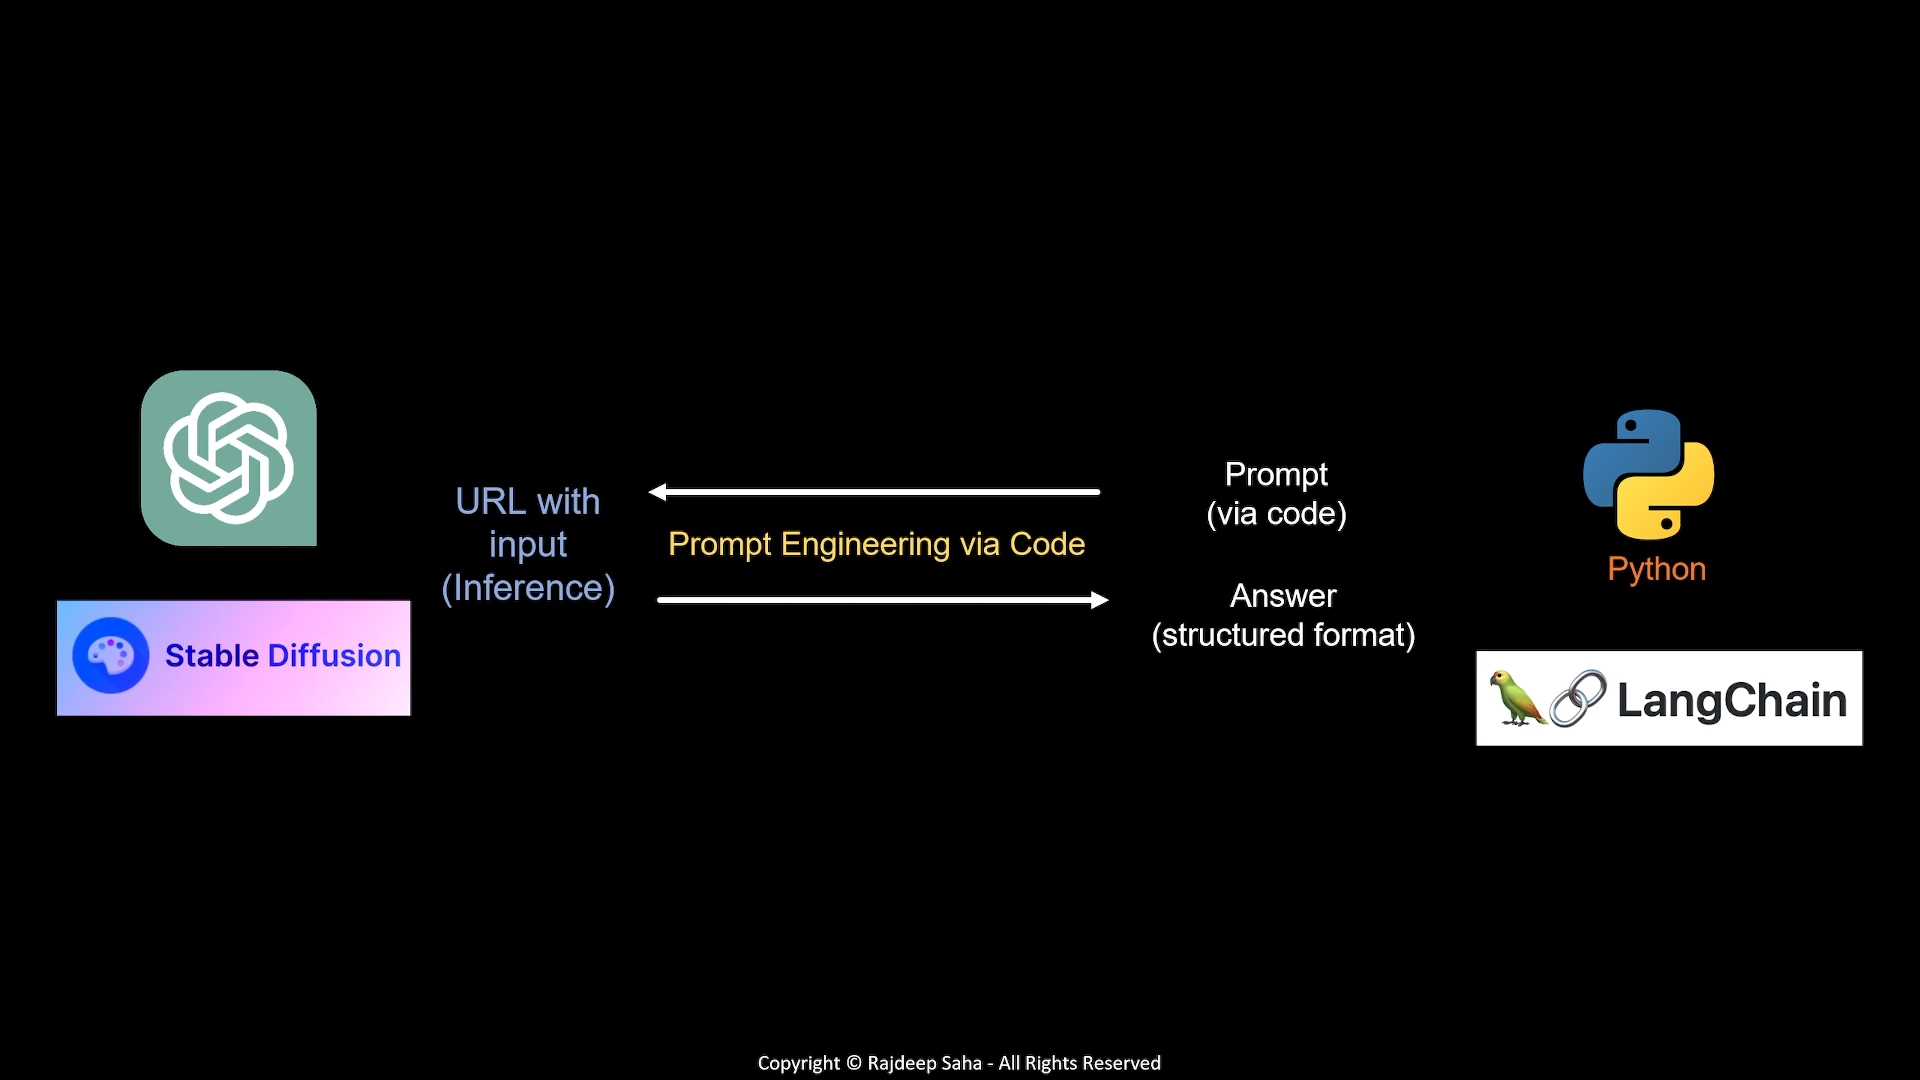 URL with
input
(Inference)
Stable Diffusion
Prompt Engineering via Code
Prompt
(via code)
Answer
(structured format)
Python
LangChain
Copyright © Rajdeep Saha - All Rights Reserved